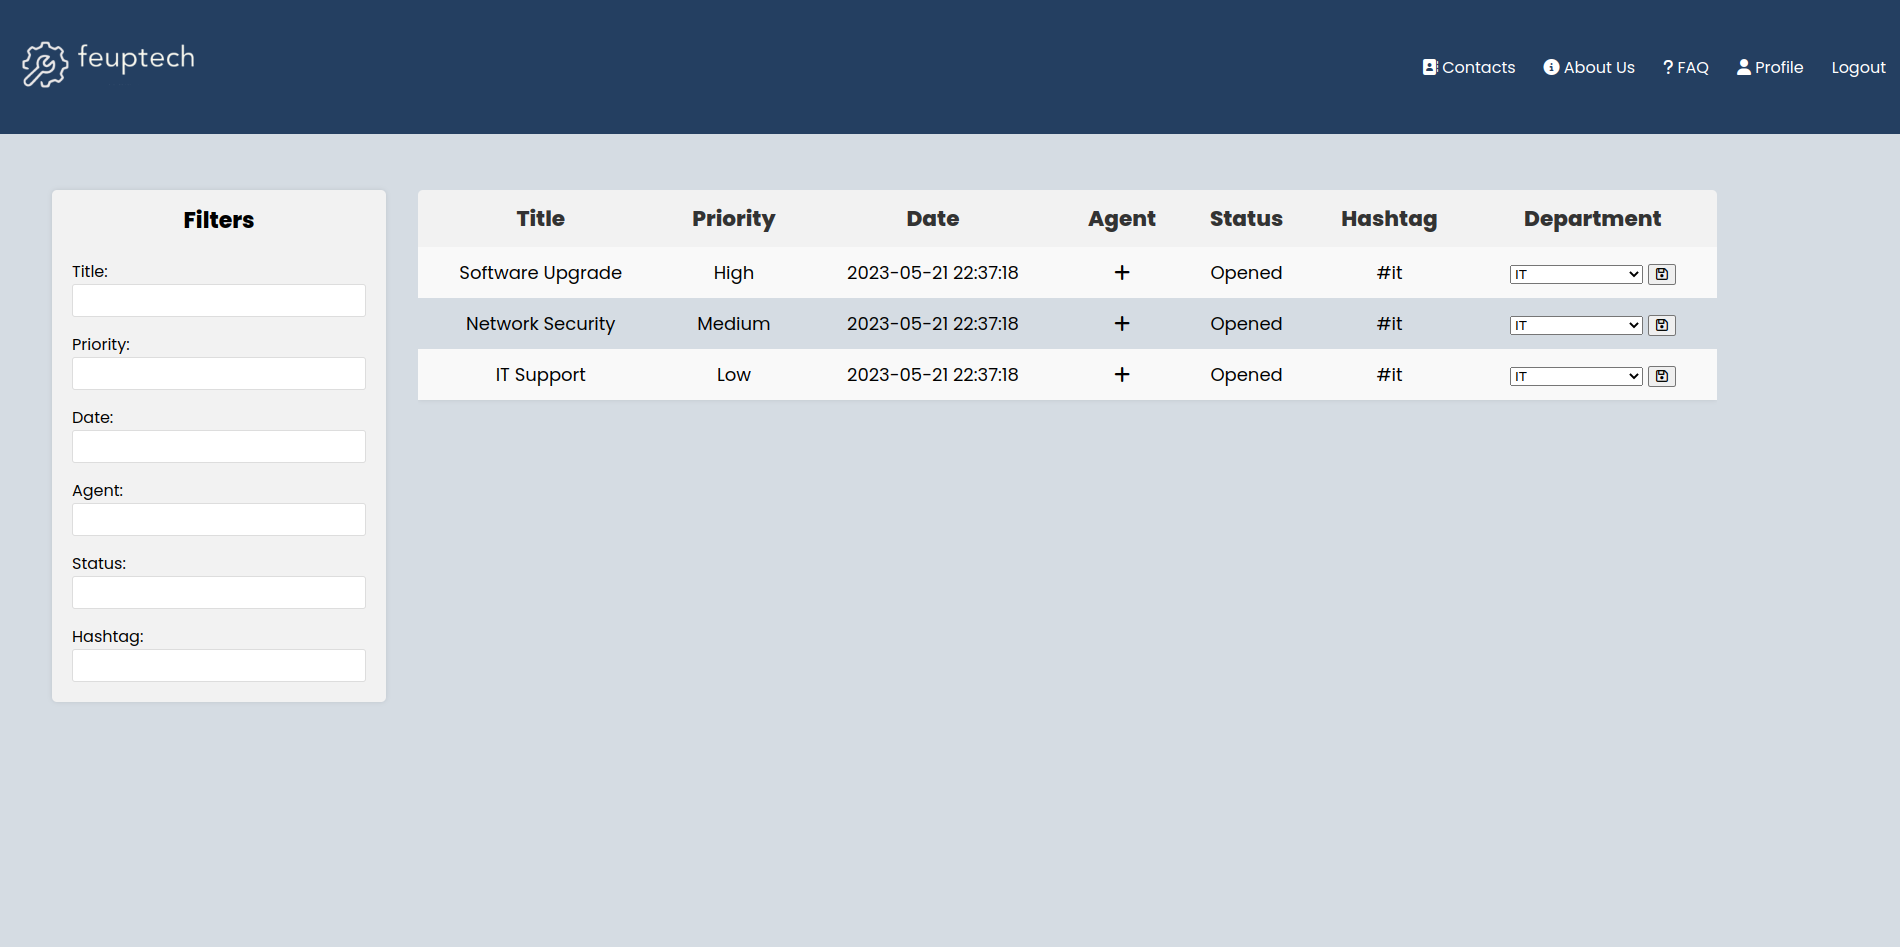 feuptech
Contacts About Us ? FAQ Profile Logout
Filters
Title:
Priority:
Date:
Agent:
Status:
Hashtag:
Title Priority Date Agent Status Hashtag Department
Software Upgrade High 2023-05-21 22:37:18 + Opened #it IT
Network Security Medium 2023-05-21 22:37:18 + Opened #it IT
IT Support Low 2023-05-21 22:37:18 + Opened #it IT